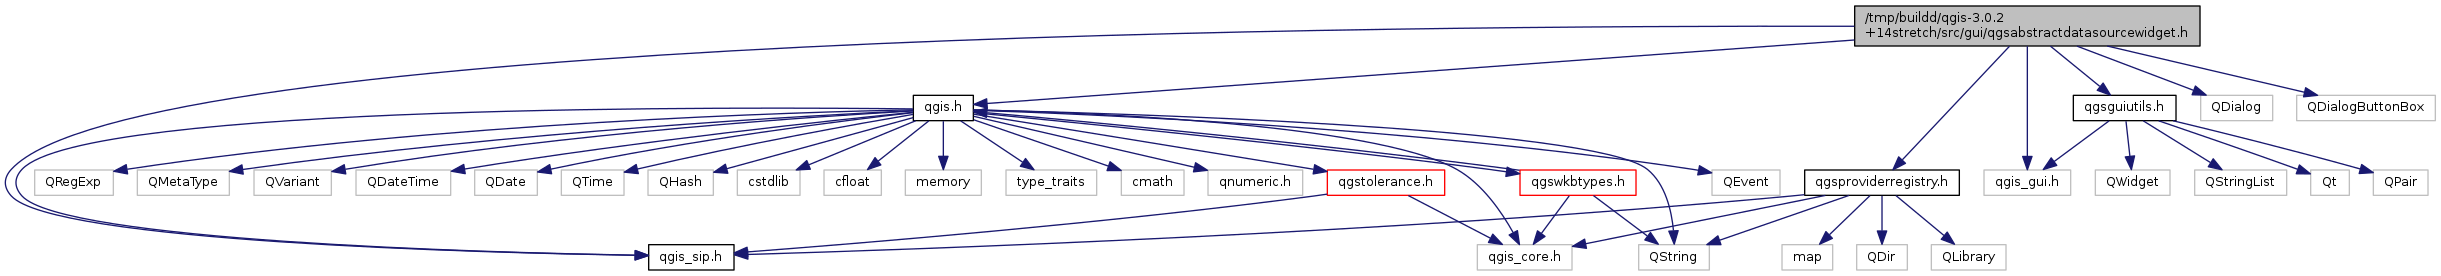 /tmp/buildd/qgis-3.0.2
+14stretch/src/gui/qgsabstractdatasourcewidget.h
qgis.h
qgsguiutils.h
QDialog
QDialogButtonBox
QRegExp
QMetaType
QVariant
QDateTime
QDate
QTime
QHash
cstdlib
cfloat
memory
type_traits
cmath
qnumeric.h
qgstolerance.h
qgswkbtypes.h
QEvent
qgsproviderregistry.h
qgis_gui.h
QWidget
QStringList
Qt
QPair
qgis_sip.h
qgis_core.h
QString
map
QDir
QLibrary